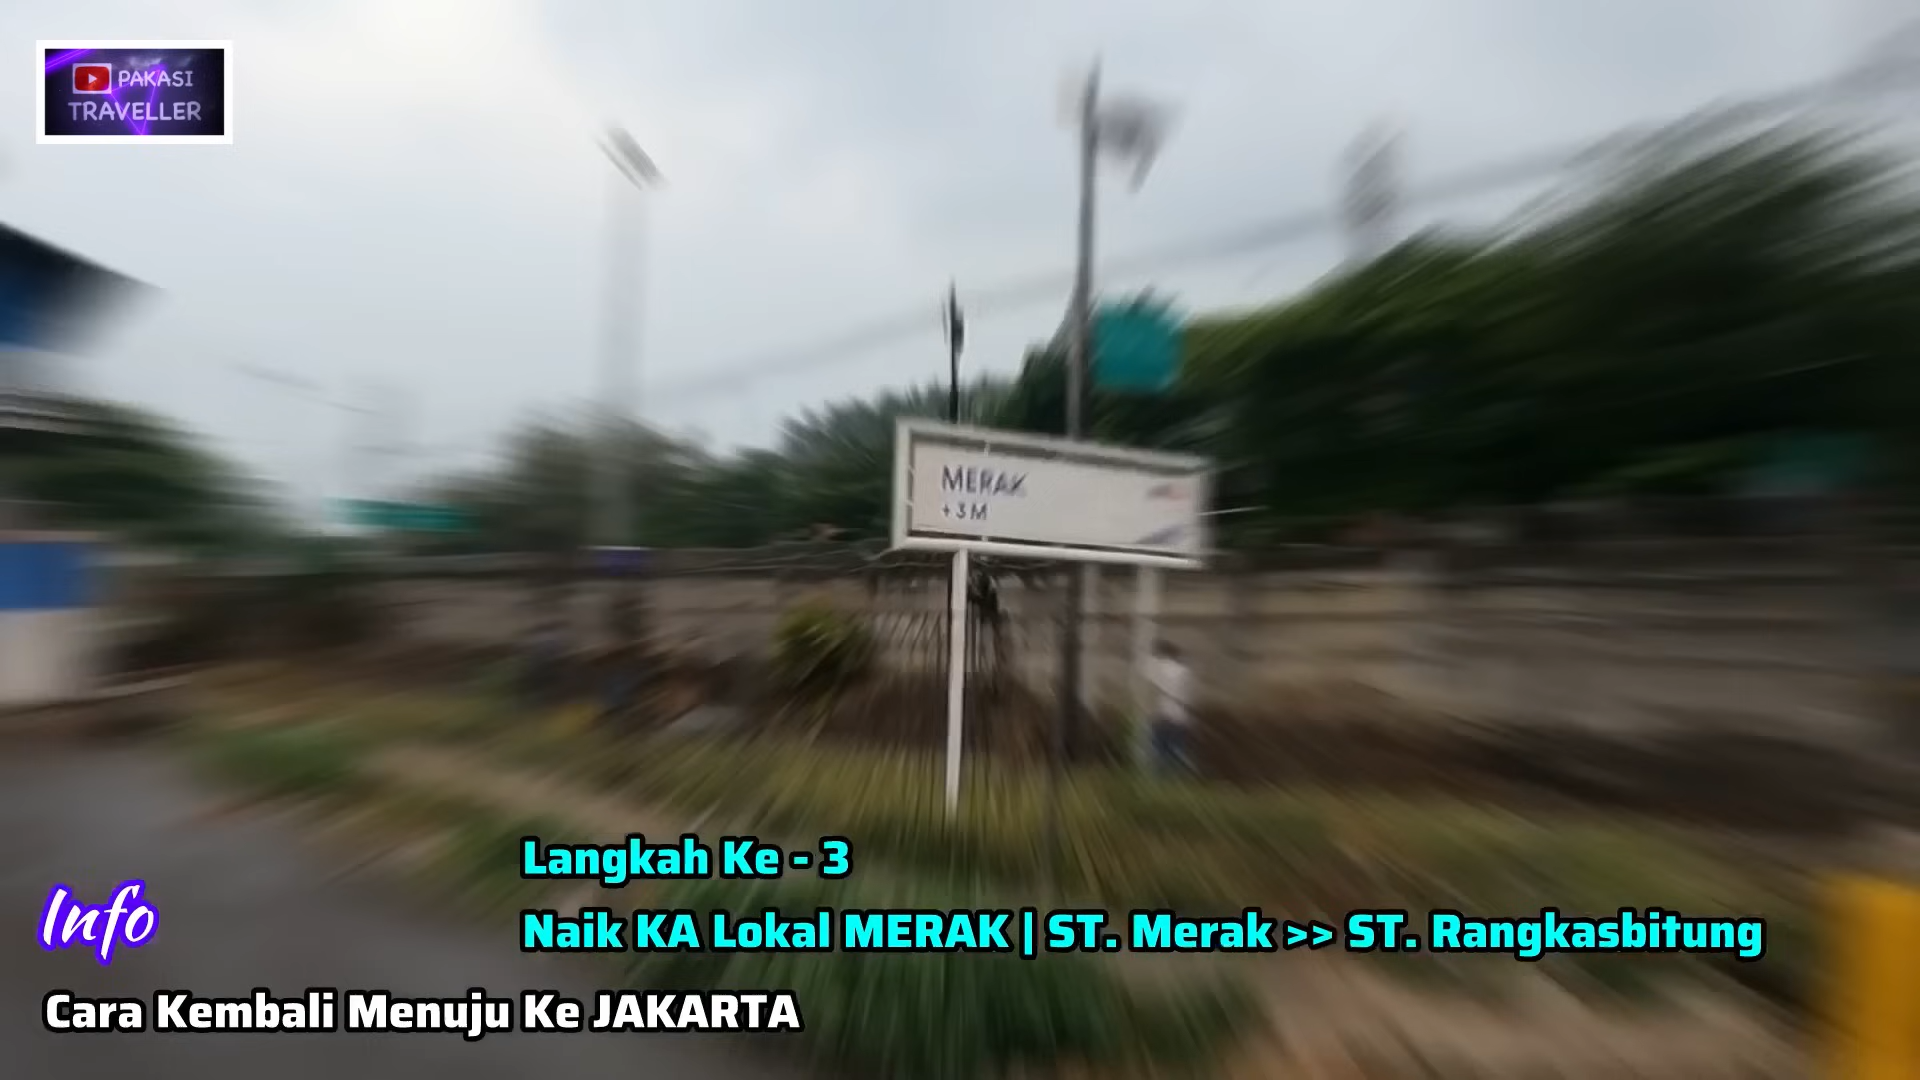 PAKASI
TRAVELLER
MERAK
+3M
Langkah Ke - 3
Naik KA Lokal MERAK | ST. Merak >> ST. Rangkasbitung
Info
Cara Kembali Menuju Ke JAKARTA